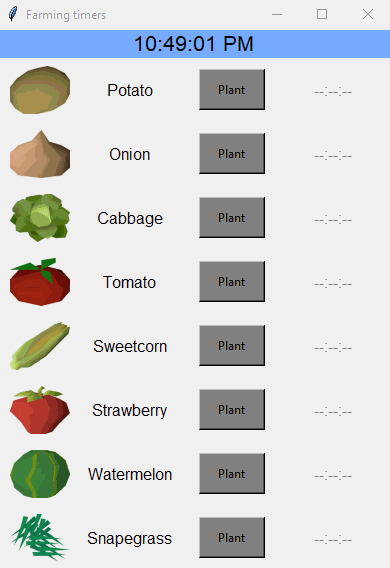 Farming timers
10:49:01 PM
Potato Plant --:--:--
Onion Plant --:--:--
Cabbage Plant --:--:--
Tomato Plant --:--:--
Sweetcorn Plant --:--:--
Strawberry Plant --:--:--
Watermelon Plant --:--:--
Snapegrass Plant --:--:--